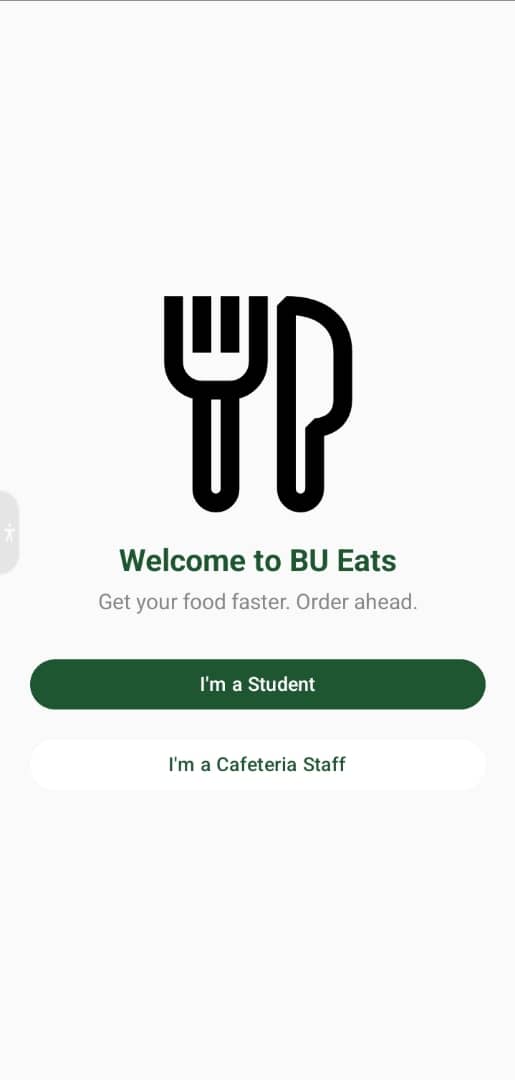 Welcome to BU Eats
Get your food faster. Order ahead.
I'm a Student
I'm a Cafeteria Staff